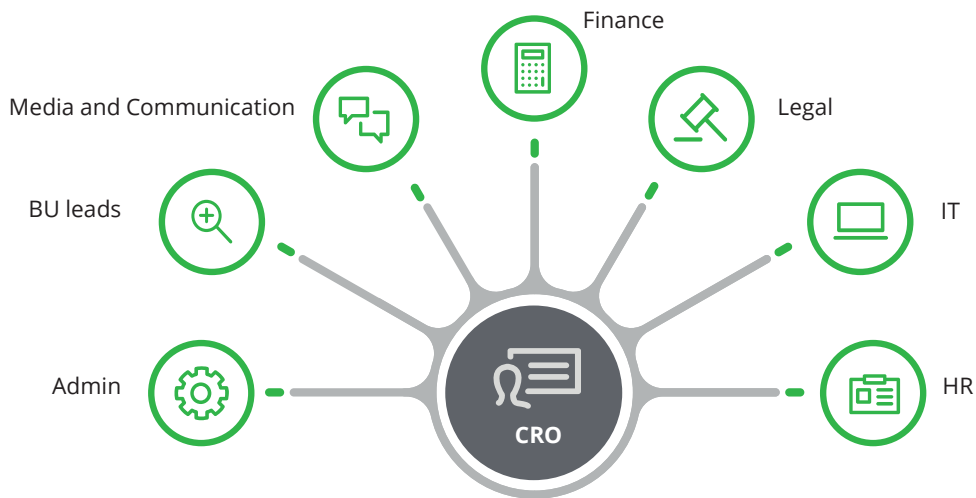 Finance
Media and Communication
Legal
BU leads
IT
Admin
HR
CRO